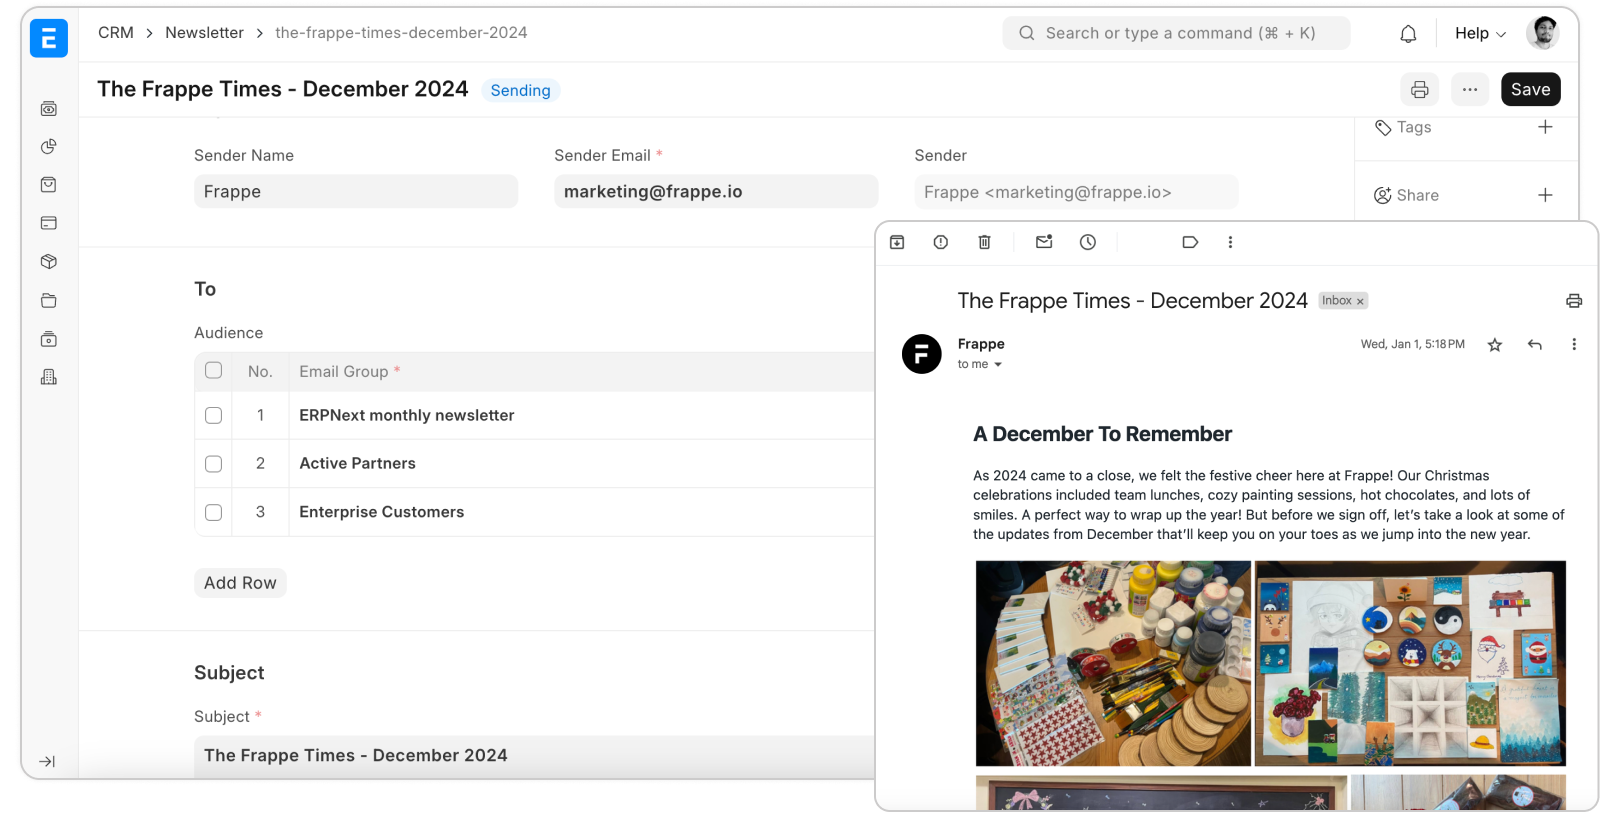 CRM > Newsletter > the-frappe-times-december-2024
Search or type a command (⌘ + K)
Help
The Frappe Times - December 2024
Sending
Save
Tags
Share
Sender Name
Sender Email *
Sender
Frappe
marketing@frappe.io
Frappe <marketing@frappe.io>
To
Audience
No.
Email Group *
1
ERPNext monthly newsletter
2
Active Partners
3
Enterprise Customers
Add Row
Subject
Subject *
The Frappe Times - December 2024
The Frappe Times - December 2024
Inbox ×
Frappe
Wed, Jan 1, 5:18 PM
to me
A December To Remember
As 2024 came to a close, we felt the festive cheer here at Frappe! Our Christmas
celebrations included team lunches, cozy painting sessions, hot chocolates, and lots of
smiles. A perfect way to wrap up the year! But before we sign off, let's take a look at some of
the updates from December that'll keep you on your toes as we jump into the new year.